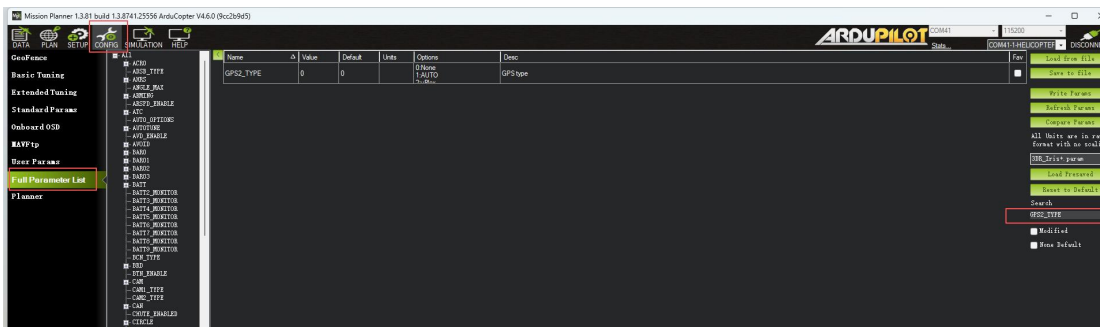 Mission Planner 1.3.81 build 1.3.8741.25556 ArduCopter V4.6.0 (9cc2b9d5)
DATA PLAN SETUP CONFIG SIMULATION HELP
ARDUPILOT
COM41 115200
Stats... COM41-1-HELICOPTER DISCONN
GeoFence
Basic Tuning
Extended Tuning
Standard Params
Onboard OSD
MAVFtp
User Params
Full Parameter List
Planner
All
ACRO
ADSB_TYPE
AHRS
ANGLE_MAX
ARMING
ARSPD_ENABLE
ATC
AUTO_OPTIONS
AUTOTUNE
AVD_ENABLE
AVOID
BARO
BARO1
BARO2
BARO3
BATT
BATT2_MONITOR
BATT3_MONITOR
BATT4_MONITOR
BATT5_MONITOR
BATT6_MONITOR
BATT7_MONITOR
BATT8_MONITOR
BATT9_MONITOR
BCN_TYPE
BRD
BTN_ENABLE
CAM
CAM1_TYPE
CAM2_TYPE
CAN
CHUTE_ENABLED
CIRCLE
Name Value Default Units Options Desc Fav
GPS2_TYPE 0 0 0:None
1:AUTO
GPS type
Load from file
Save to file
Write Params
Refresh Params
Compare Params
All Units are in raw
format with no scali
3DR_Iris+.param
Load Presaved
Reset to Default
Search
GPS2_TYPE
Modified
None Default